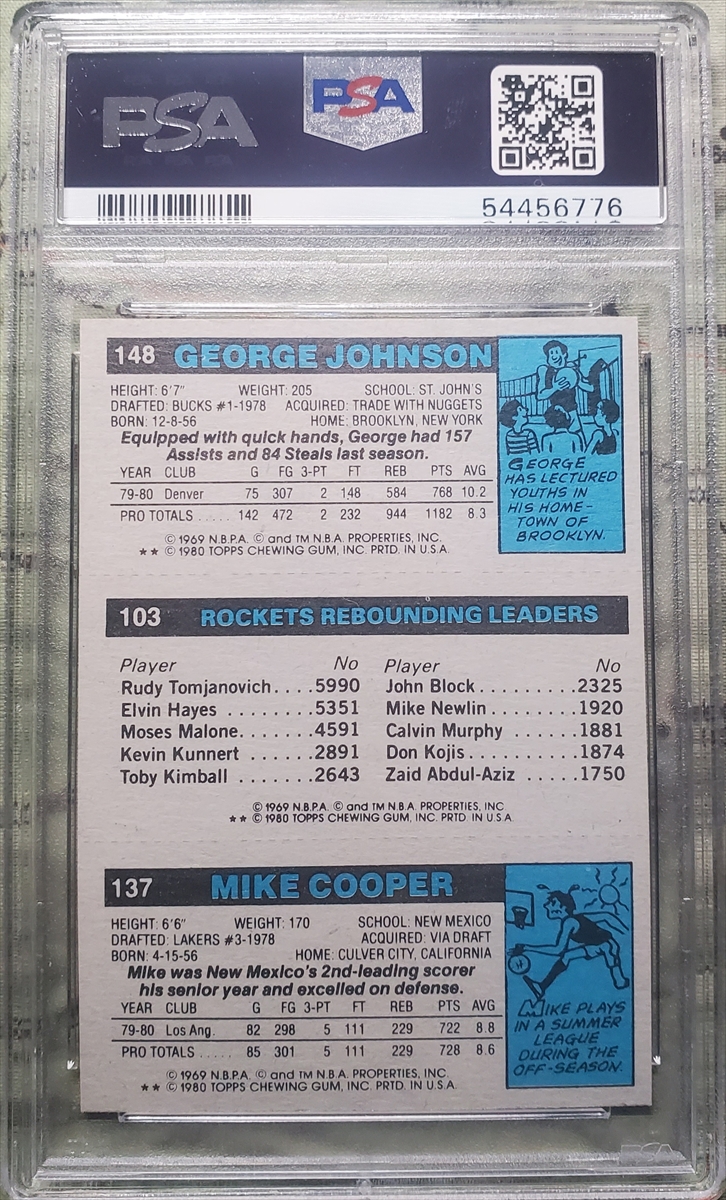 PSA
PSA
54456776
148 GEORGE JOHNSON
HEIGHT: 6'7" WEIGHT: 205 SCHOOL: ST. JOHN'S
DRAFTED: BUCKS #1-1978 ACQUIRED: TRADE WITH NUGGETS
BORN: 12-8-56 HOME: BROOKLYN, NEW YORK
Equipped with quick hands, George had 157
Assists and 84 Steals last season.
YEAR CLUB G FG 3-PT FT REB PTS AVG
79-80 Denver 75 307 2 148 584 768 10.2
PRO TOTALS ..... 142 472 2 232 944 1182 8.3
© 1969 N.B.P.A. © and TM N.B.A. PROPERTIES, INC.
** © 1980 TOPPS CHEWING GUM, INC. PRTD. IN U.S.A.
GEORGE
HAS LECTURED
YOUTHS IN
HIS HOME-
TOWN OF
BROOKLYN.
103 ROCKETS REBOUNDING LEADERS
Player No Player No
Rudy Tomjanovich....5990 John Block.........2325
Elvin Hayes ........5351 Mike Newlin........1920
Moses Malone........4591 Calvin Murphy ......1881
Kevin Kunnert ......2891 Don Kojis..........1874
Toby Kimball .......2643 Zaid Abdul-Aziz .....1750
© 1969 N.B.P.A. © and TM N.B.A. PROPERTIES, INC
** © 1980 TOPPS CHEWING GUM, INC. PRTD. IN U.S.A
137 MIKE COOPER
HEIGHT: 6'6" WEIGHT: 170 SCHOOL: NEW MEXICO
DRAFTED: LAKERS #3-1978 ACQUIRED: VIA DRAFT
BORN: 4-15-56 HOME: CULVER CITY, CALIFORNIA
Mike was New Mexico's 2nd-leading scorer
his senior year and excelled on defense.
YEAR CLUB G FG 3-PT FT REB PTS AVG
79-80 Los Ang. 82 298 5 111 229 722 8.8
PRO TOTALS ..... 85 301 5 111 229 728 8.6
© 1969 N.B.P.A. © and TM N.B.A. PROPERTIES, INC.
** © 1980 TOPPS CHEWING GUM, INC. PRTD. IN U.S.A.
MIKE PLAYS
IN A SUMMER
LEAGUE
DURING THE
OFF-SEASON.
PSA